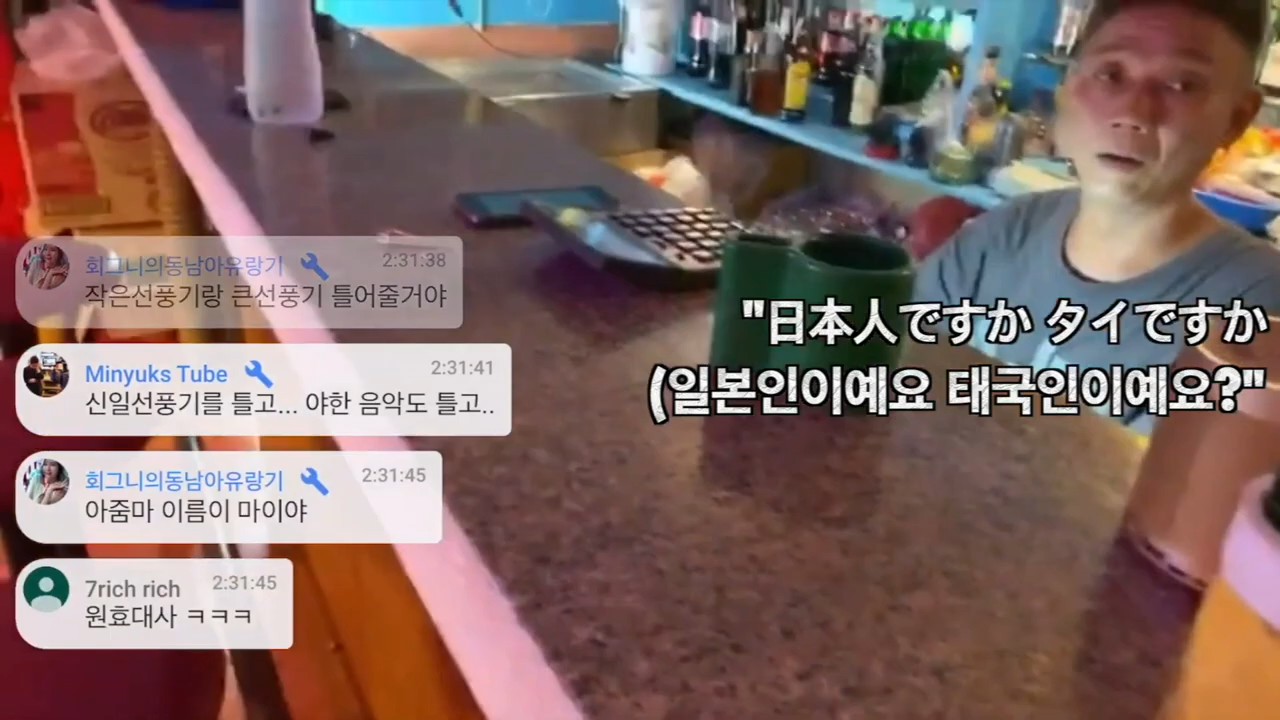 회그니의동남아유랑기 2:31:38
작은선풍기랑 큰선풍기 틀어줄거야
Minyuks Tube 2:31:41
신일선풍기를 틀고... 야한 음악도 틀고..
회그니의동남아유랑기 2:31:45
아줌마 이름이 마이야
7rich rich 2:31:45
원효대사 ㅋㅋㅋ
"日本人ですか タイですか
(일본인이예요 태국인이예요?"